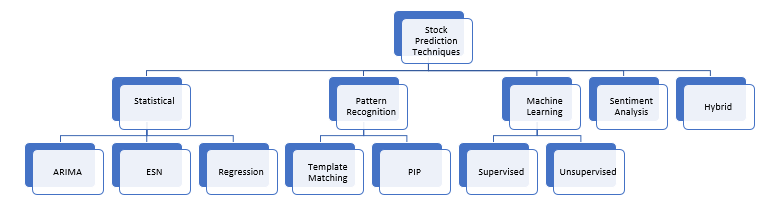 Stock
Prediction
Techniques
Statistical
Pattern
Recognition
Machine
Learning
Sentiment
Analysis
Hybrid
ARIMA
ESN
Regression
Template
Matching
PIP
Supervised
Unsupervised